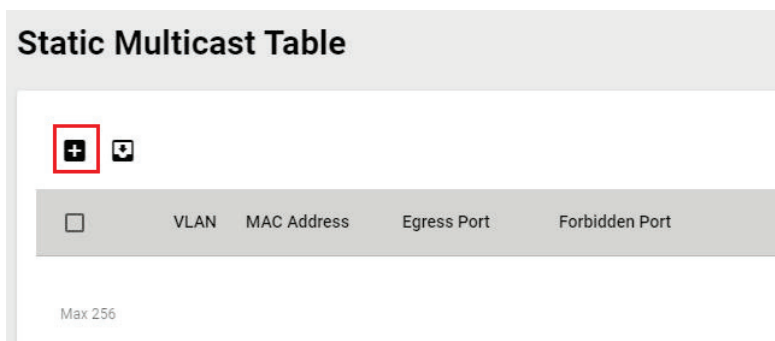 Static Multicast Table
VLAN MAC Address Egress Port Forbidden Port
Max 256